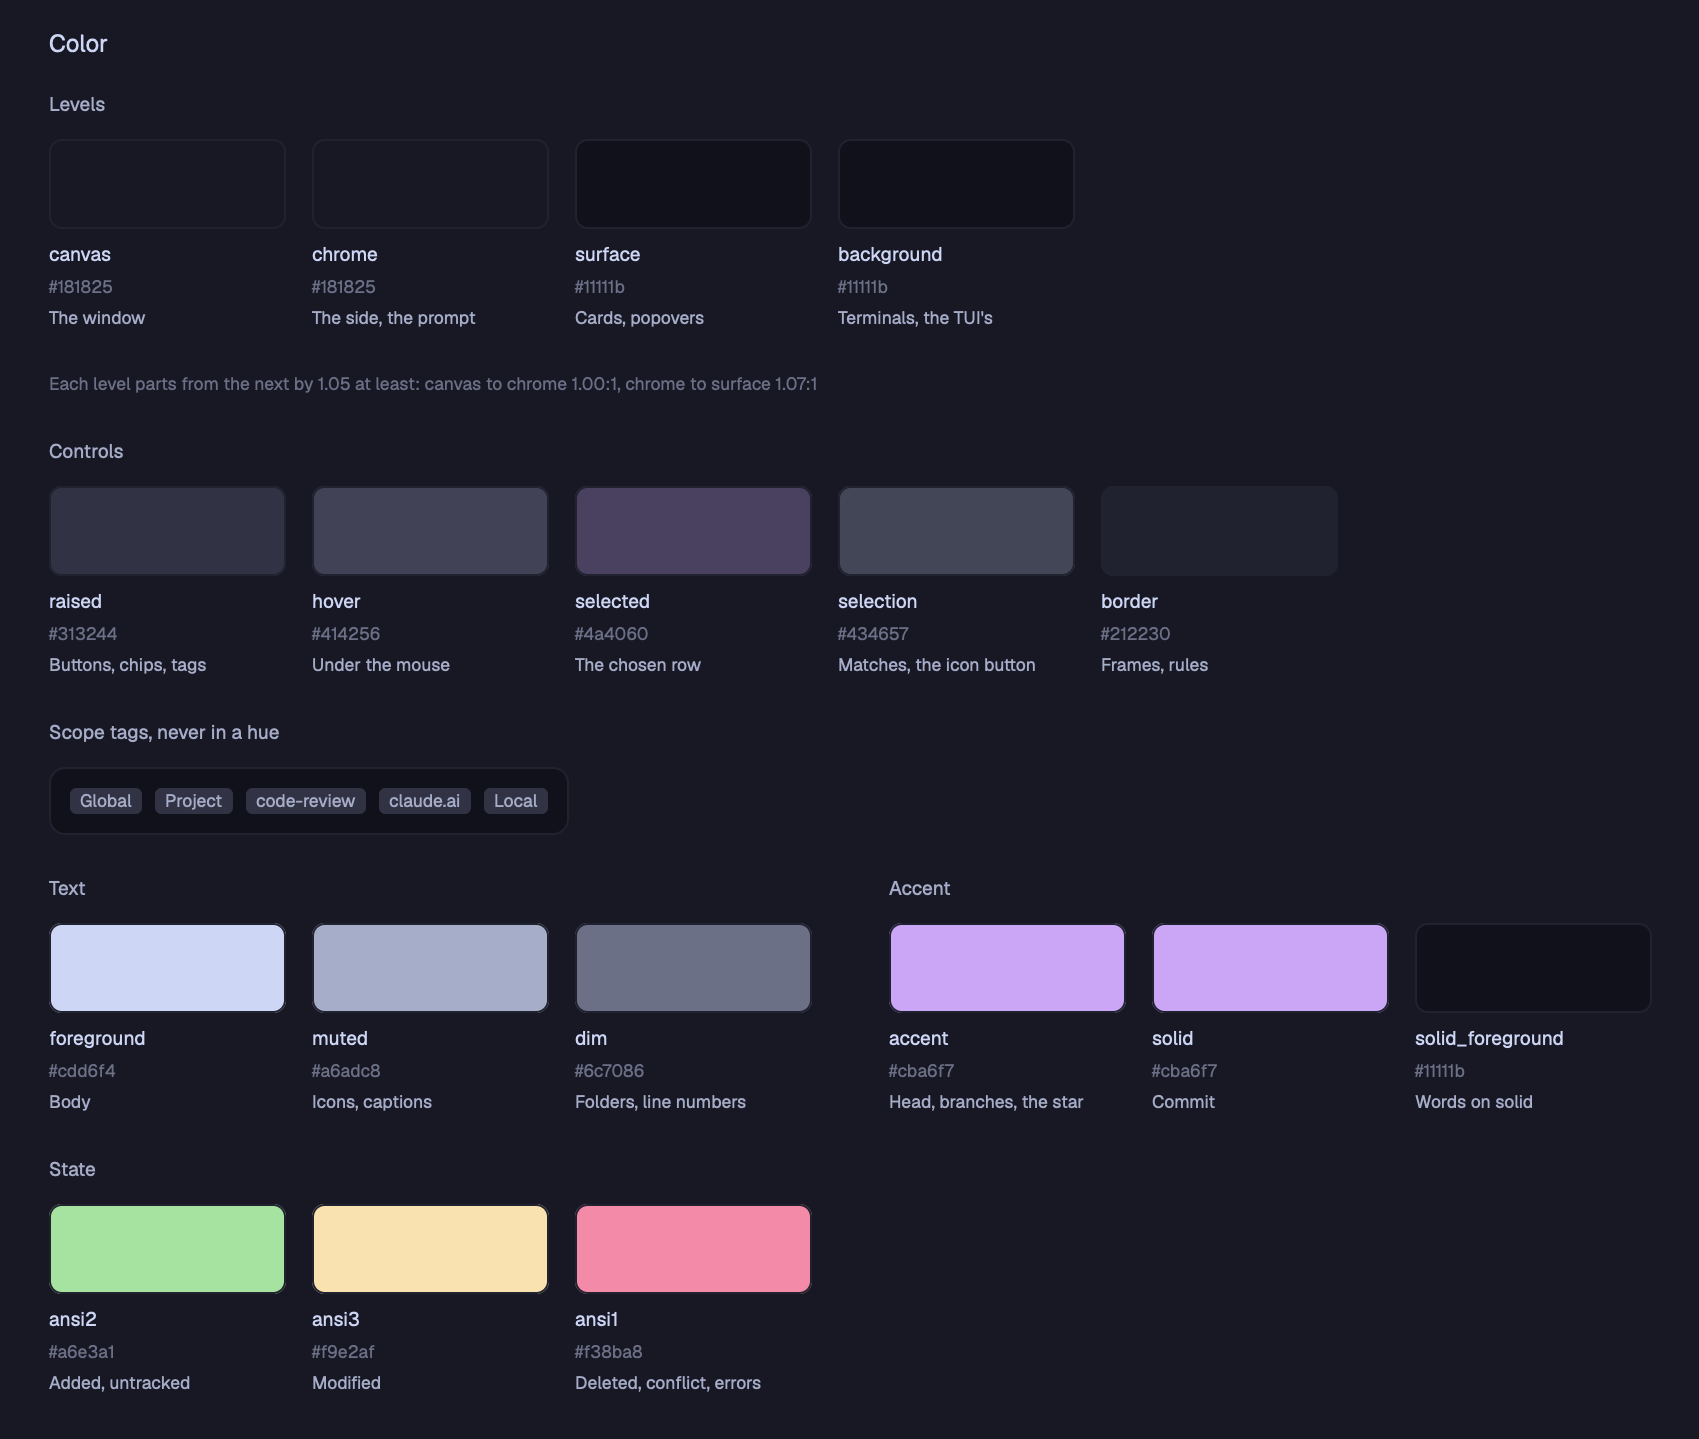 Color
Levels
canvas
#181825
The window
chrome
#181825
The side, the prompt
surface
#11111b
Cards, popovers
background
#11111b
Terminals, the TUI's
Each level parts from the next by 1.05 at least: canvas to chrome 1.00:1, chrome to surface 1.07:1
Controls
raised
#313244
Buttons, chips, tags
hover
#414256
Under the mouse
selected
#4a4060
The chosen row
selection
#434657
Matches, the icon button
border
#212230
Frames, rules
Scope tags, never in a hue
Global Project code-review claude.ai Local
Text
foreground
#cdd6f4
Body
muted
#a6adc8
Icons, captions
dim
#6c7086
Folders, line numbers
Accent
accent
#cba6f7
Head, branches, the star
solid
#cba6f7
Commit
solid_foreground
#11111b
Words on solid
State
ansi2
#a6e3a1
Added, untracked
ansi3
#f9e2af
Modified
ansi1
#f38ba8
Deleted, conflict, errors